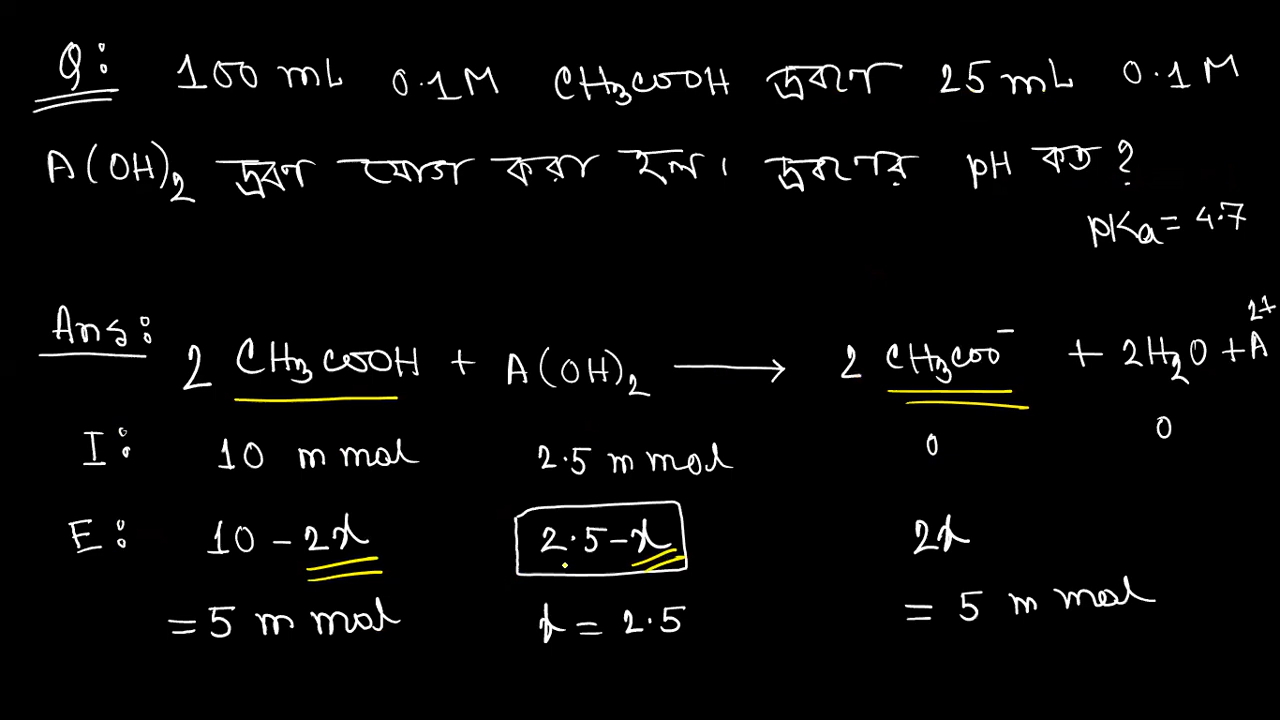 Q: 100 mL 0.1M CH3COOH দ্রবণে 25 mL 0.1M
A(OH)2 দ্রবণ যোগ করা হল। দ্রবণের pH কত?
pKa = 4.7
Ans: 2 CH3COOH + A(OH)2 ⟶ 2 CH3COO⁻ + 2H2O + A²⁺
I: 10 m mol 2.5 m mol 0 0
E: 10 - 2x 2.5 - x 2x
= 5 m mol x = 2.5 = 5 m mol